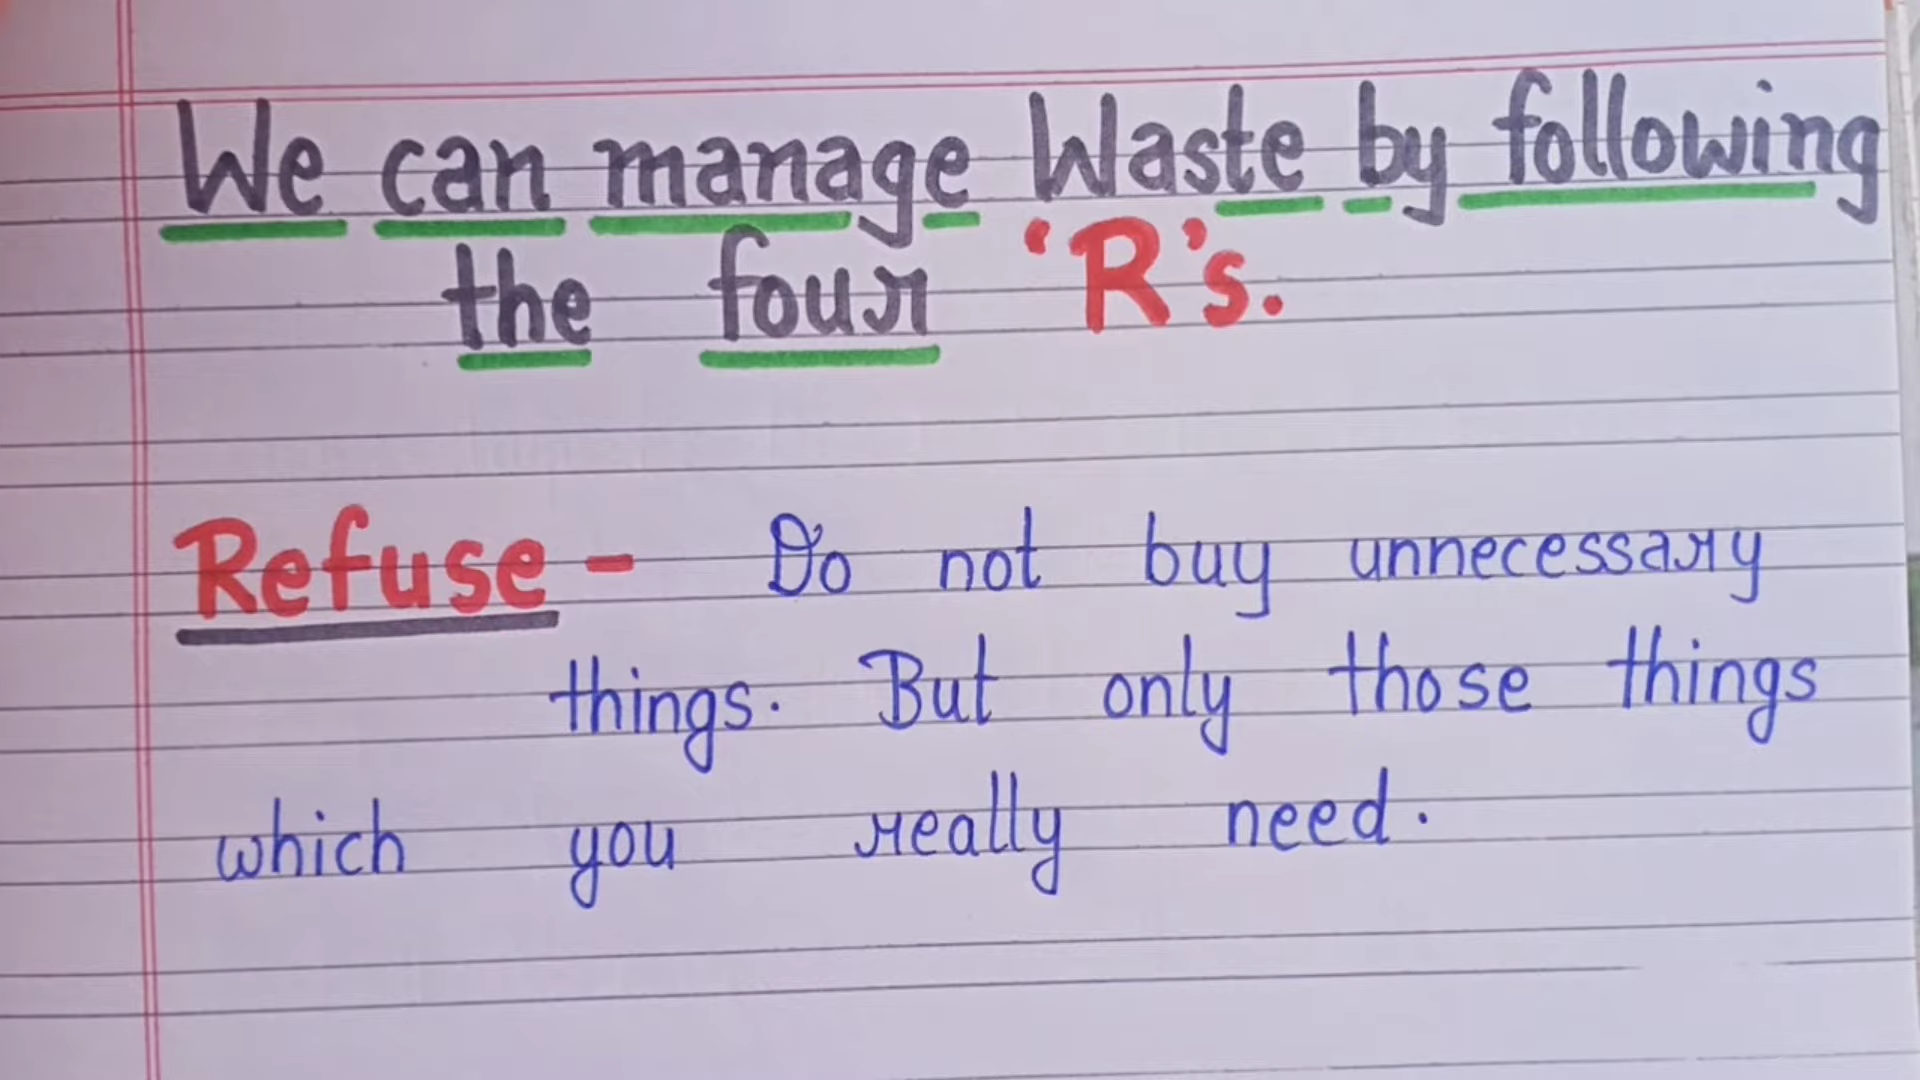 We can manage Waste by following
the four 'R's.
Refuse - Do not buy unnecessary
things. But only those things
which you really need.